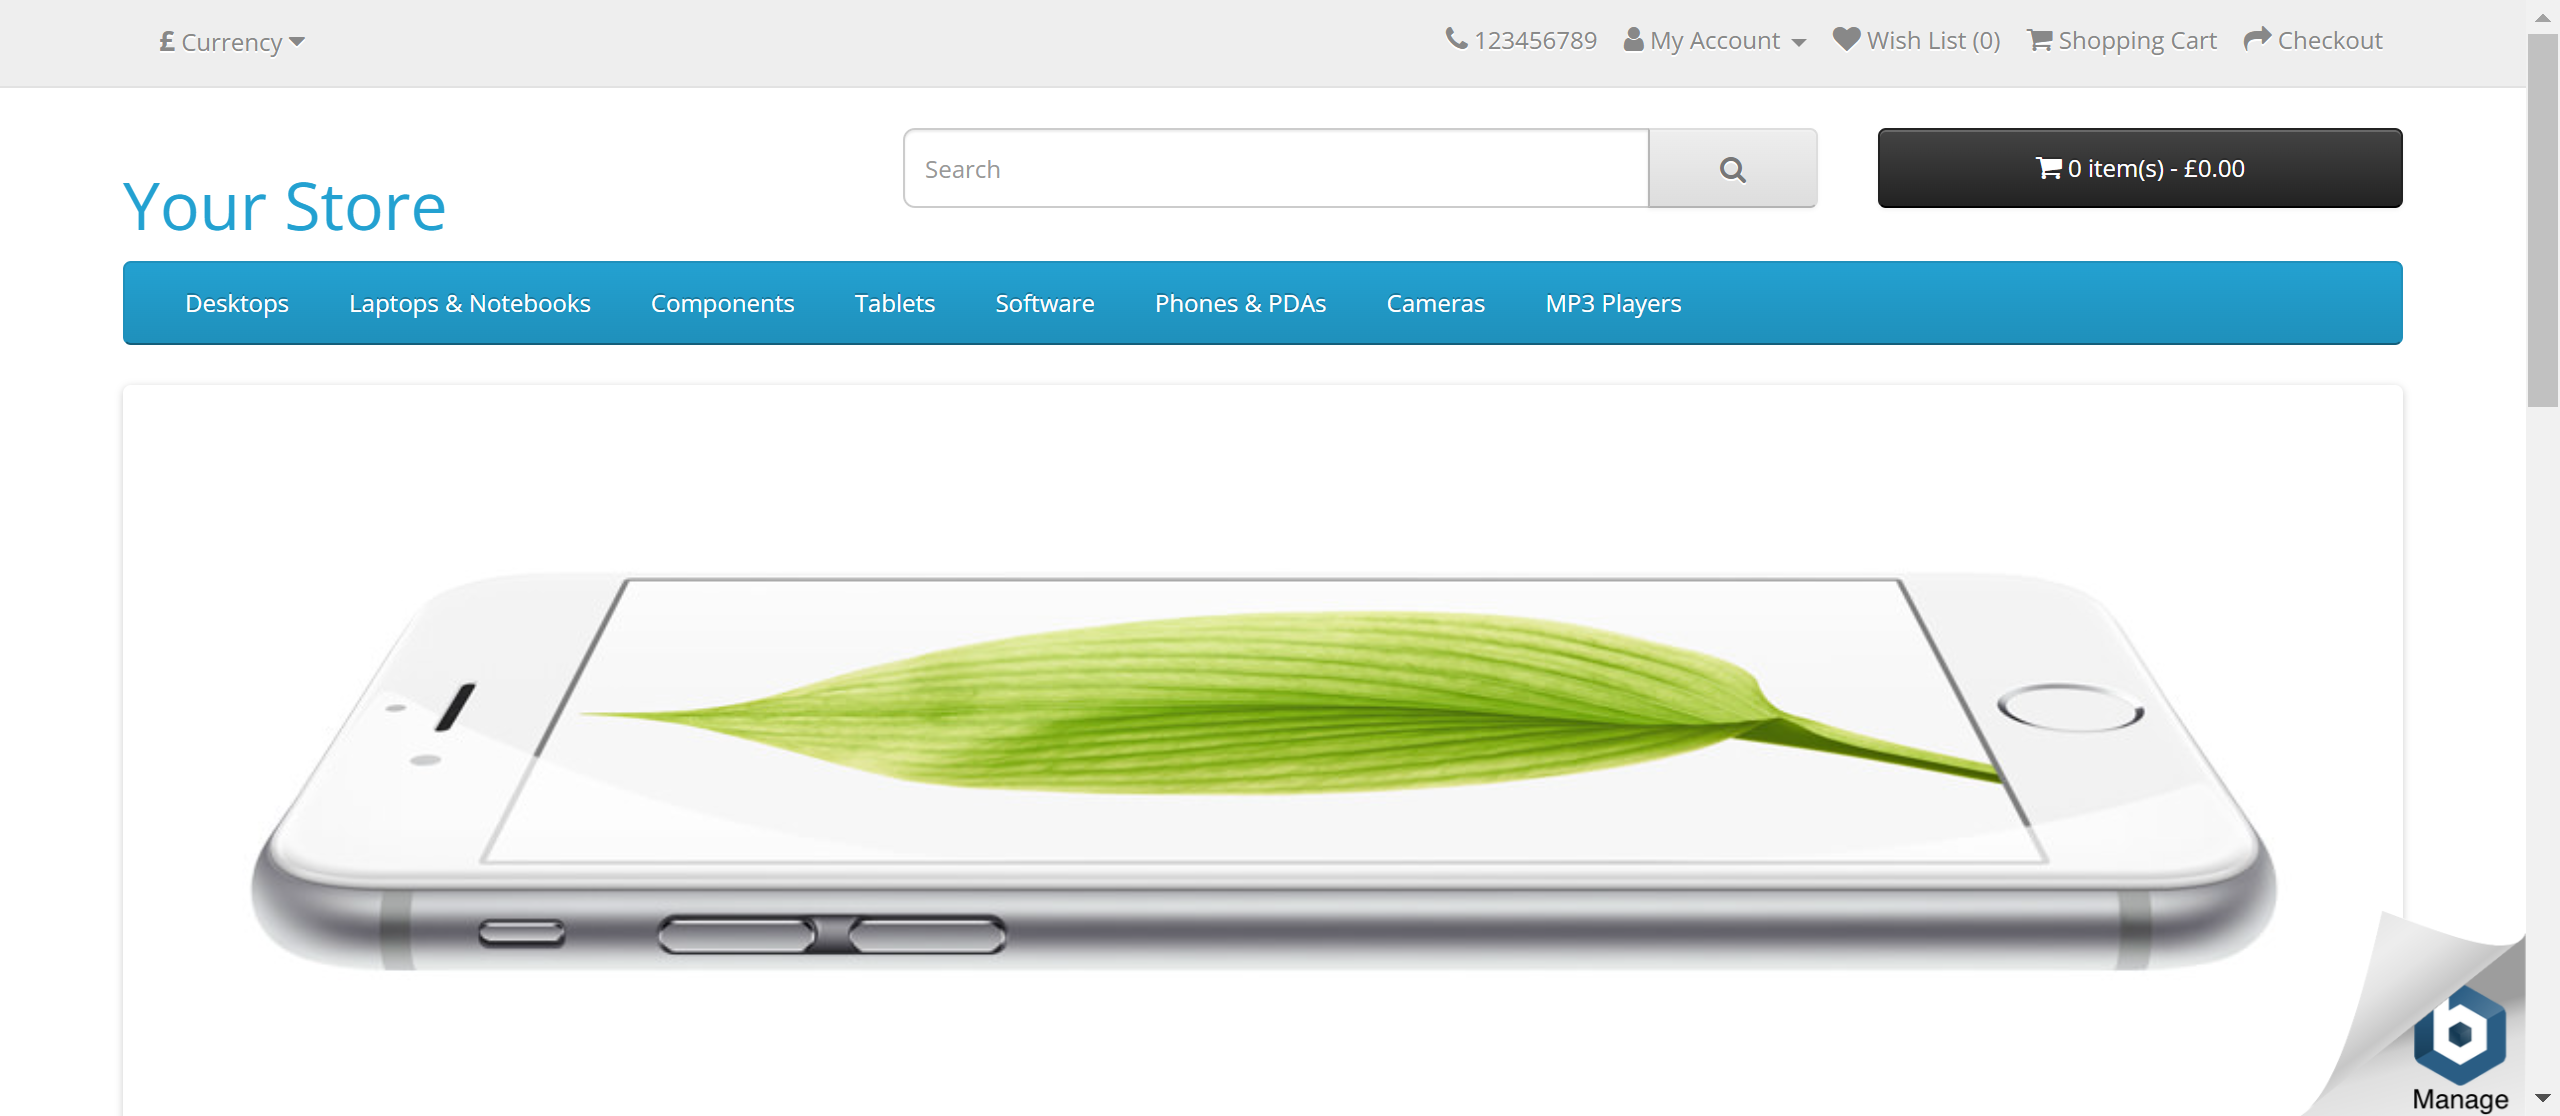 £ Currency
123456789 My Account Wish List (0) Shopping Cart Checkout
Your Store
Search
0 item(s) - £0.00
Desktops Laptops & Notebooks Components Tablets Software Phones & PDAs Cameras MP3 Players
b
Manage